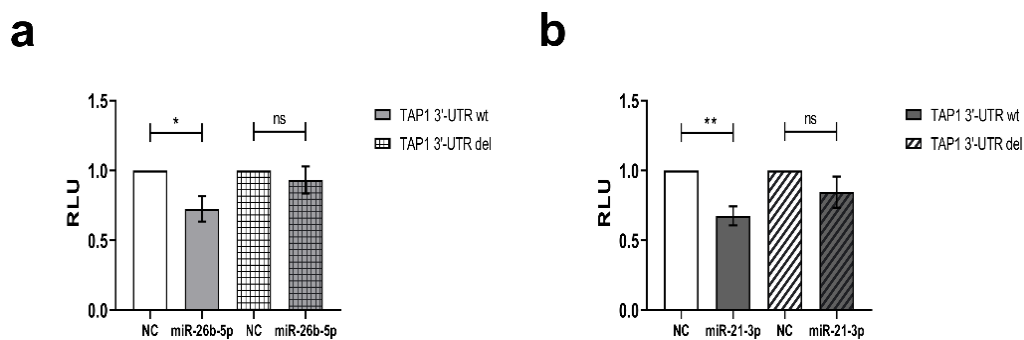 a
1.5
1.0
0.5
0.0
RLU
*
ns
NC miR-26b-5p NC miR-26b-5p
TAP1 3'-UTR wt
TAP1 3'-UTR del
b
1.5
1.0
0.5
0.0
RLU
**
ns
NC miR-21-3p NC miR-21-3p
TAP1 3'-UTR wt
TAP1 3'-UTR del